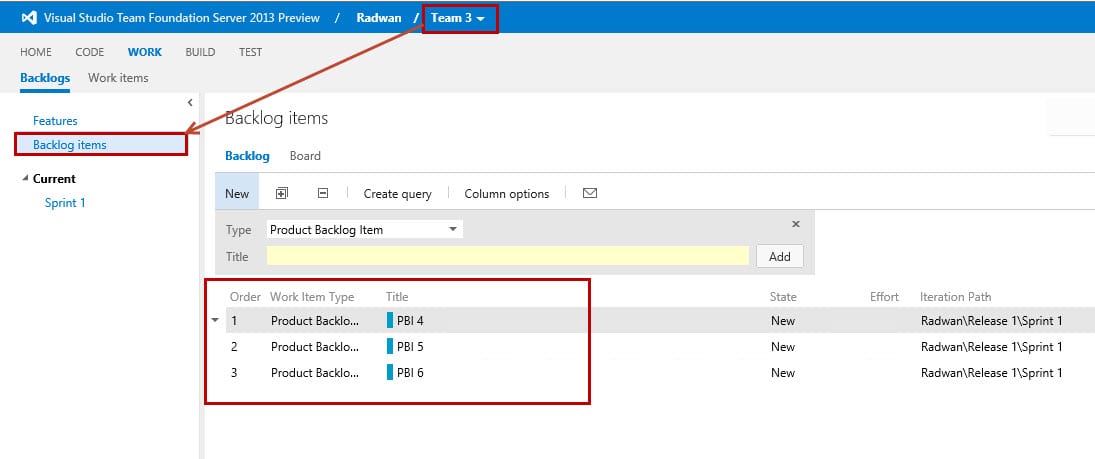 Visual Studio Team Foundation Server 2013 Preview / Radwan / Team 3
HOME CODE WORK BUILD TEST
Backlogs Work items
Features
Backlog items
Current
Sprint 1
Backlog items
Backlog Board
New Create query Column options
Type Product Backlog Item
Title Add
Order Work Item Type Title State Effort Iteration Path
1 Product Backlo... PBI 4 New Radwan\Release 1\Sprint 1
2 Product Backlo... PBI 5 New Radwan\Release 1\Sprint 1
3 Product Backlo... PBI 6 New Radwan\Release 1\Sprint 1